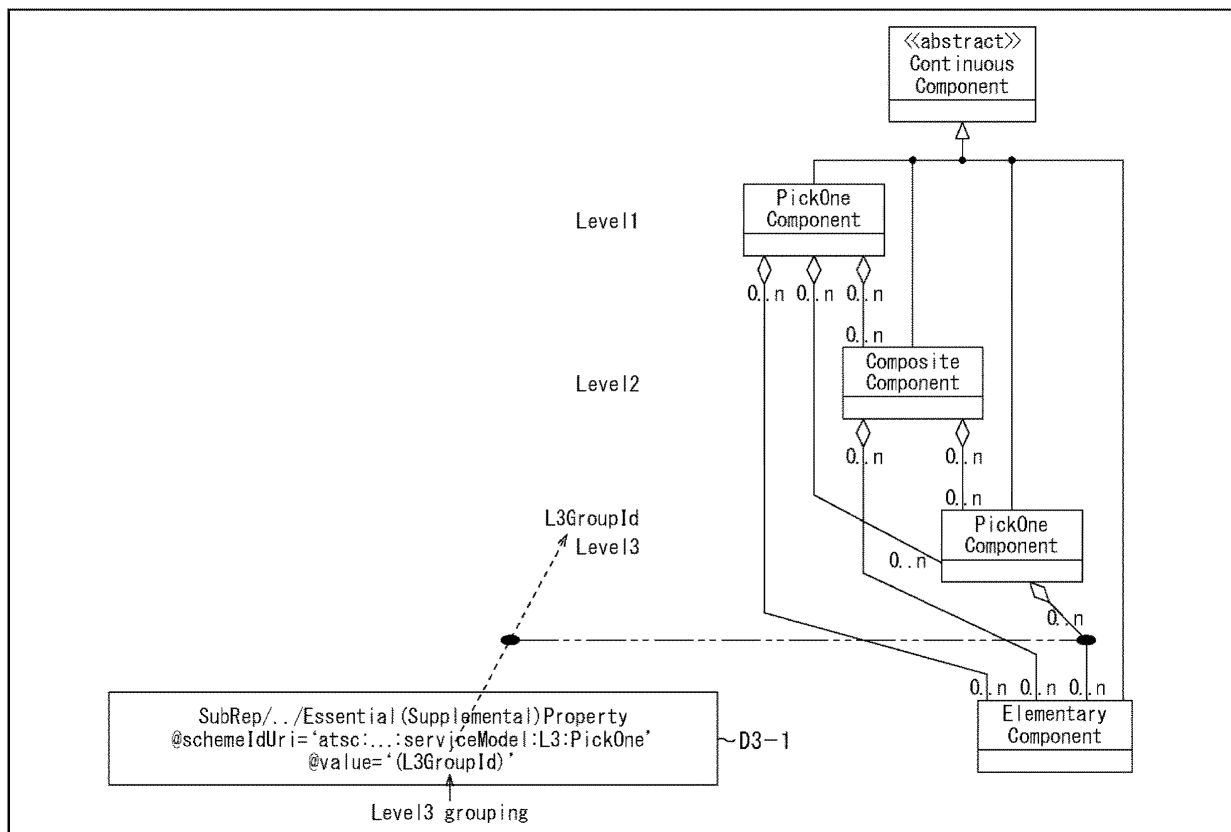 <<abstract>>
Continuous
Component
PickOne
Component
Level1
0..n 0..n 0..n
0..n
Composite
Component
Level2
0..n 0..n
0..n
L3GroupId
Level3
PickOne
Component
0..n
0..n
0..n 0..n 0..n
Elementary
Component
SubRep/../Essential(Supplemental)Property
@schemeIdUri=‘atsc:...:serviceModel:L3:PickOne‘
@value=‘(L3GroupId)‘
D3-1
Level3 grouping